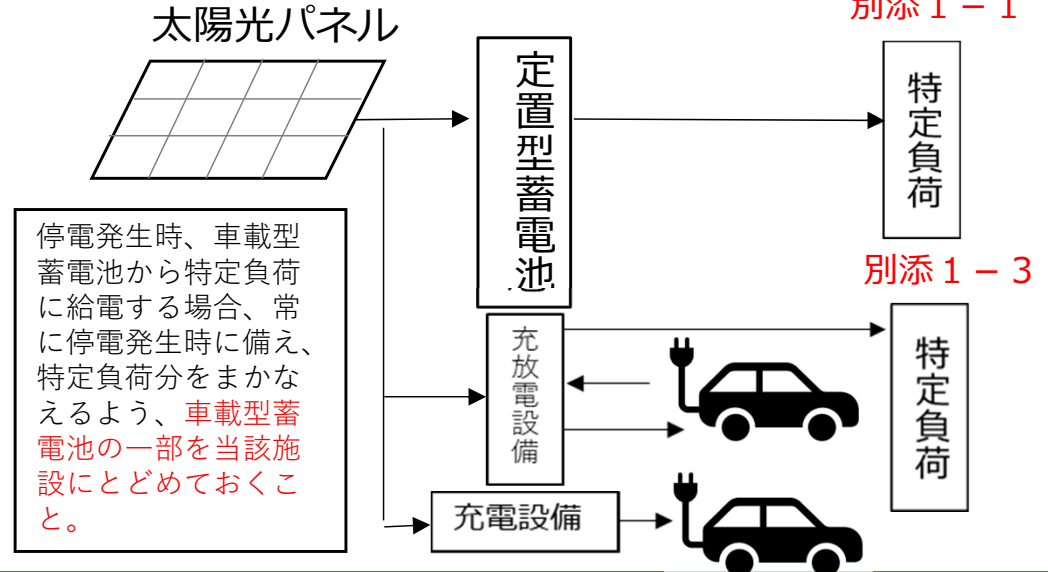 太陽光パネル
別添１－１
定置型蓄電池
特定負荷
停電発生時、車載型
蓄電池から特定負荷
に給電する場合、常
に停電発生時に備え、
特定負荷分をまかな
えるよう、車載型蓄
電池の一部を当該施
設にとどめておくこ
と。
別添１－３
充放電設備
特定負荷
充電設備